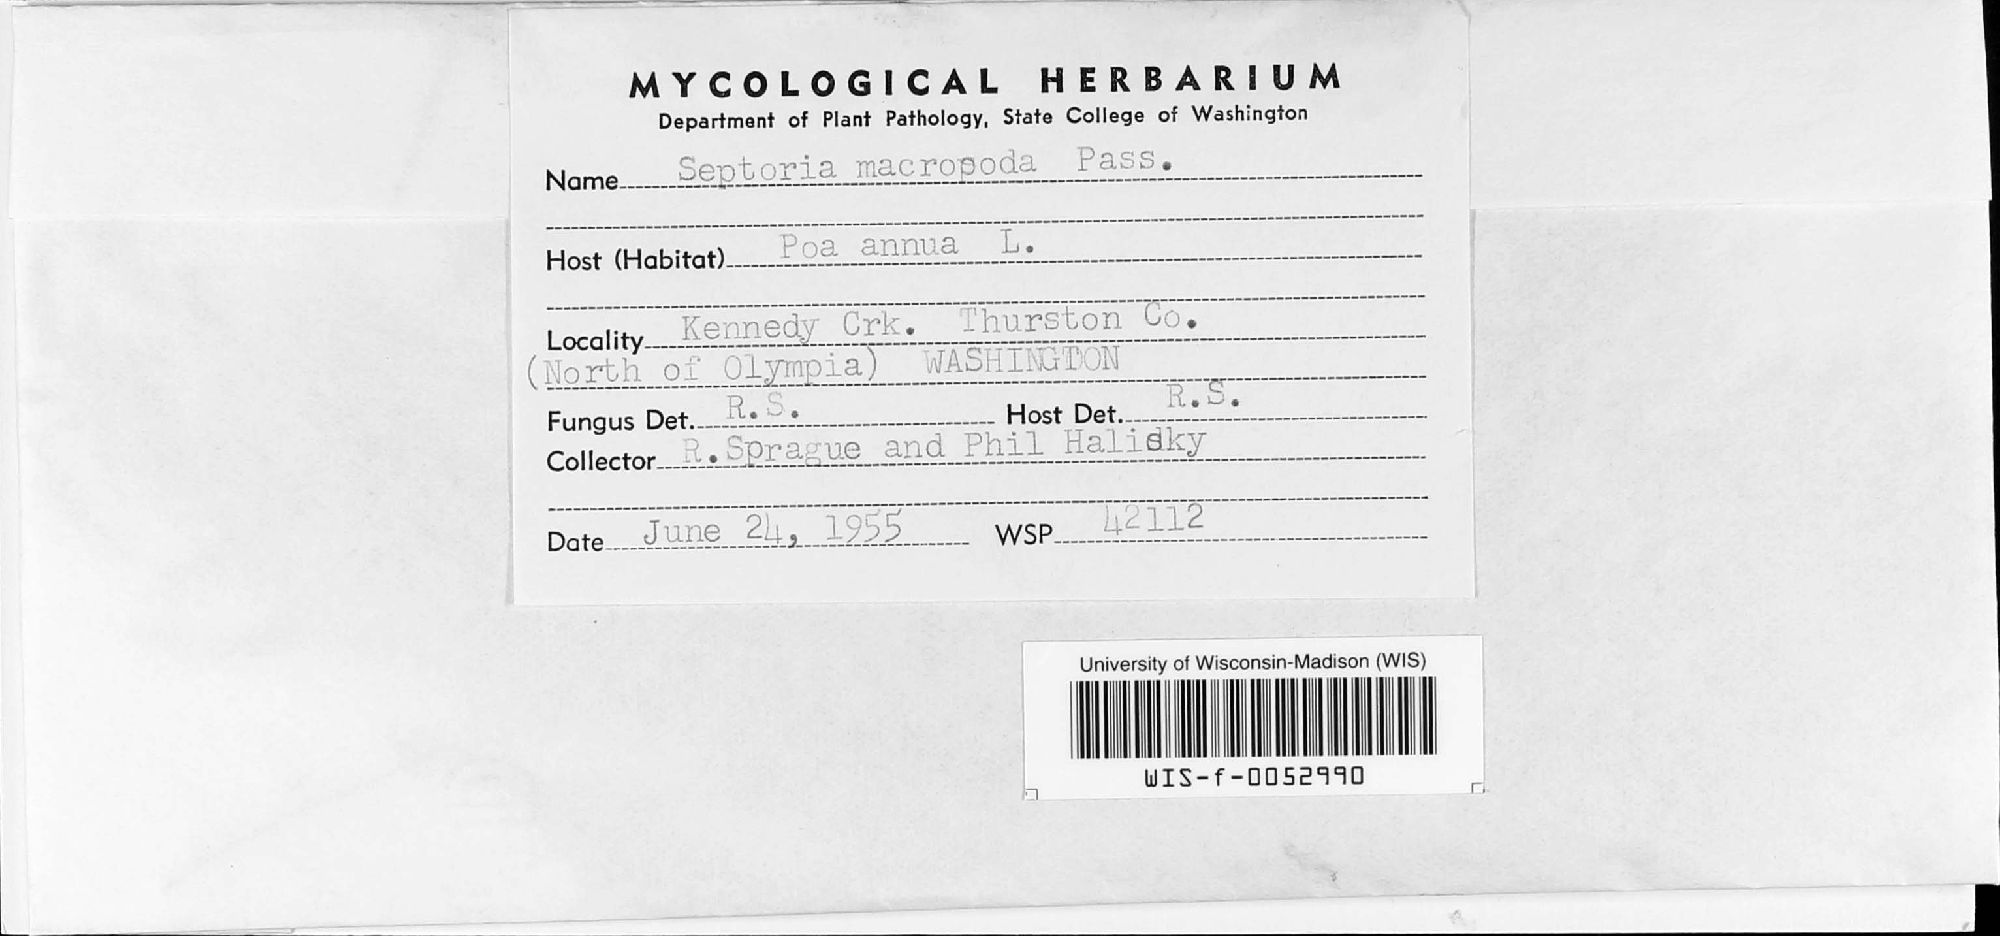 MYCOLOGICAL HERBARIUM
Department of Plant Pathology, State College of Washington
Name Septoria macropoda Pass.
Host (Habitat) Poa annua L.
Locality Kennedy Crk. Thurston Co.
(North of Olympia) WASHINGTON
Fungus Det. R.S. Host Det. R.S.
Collector R.Sprague and Phil Halidky
Date June 24, 1955 WSP 42112
University of Wisconsin-Madison (WIS)
WIS-f-0052990